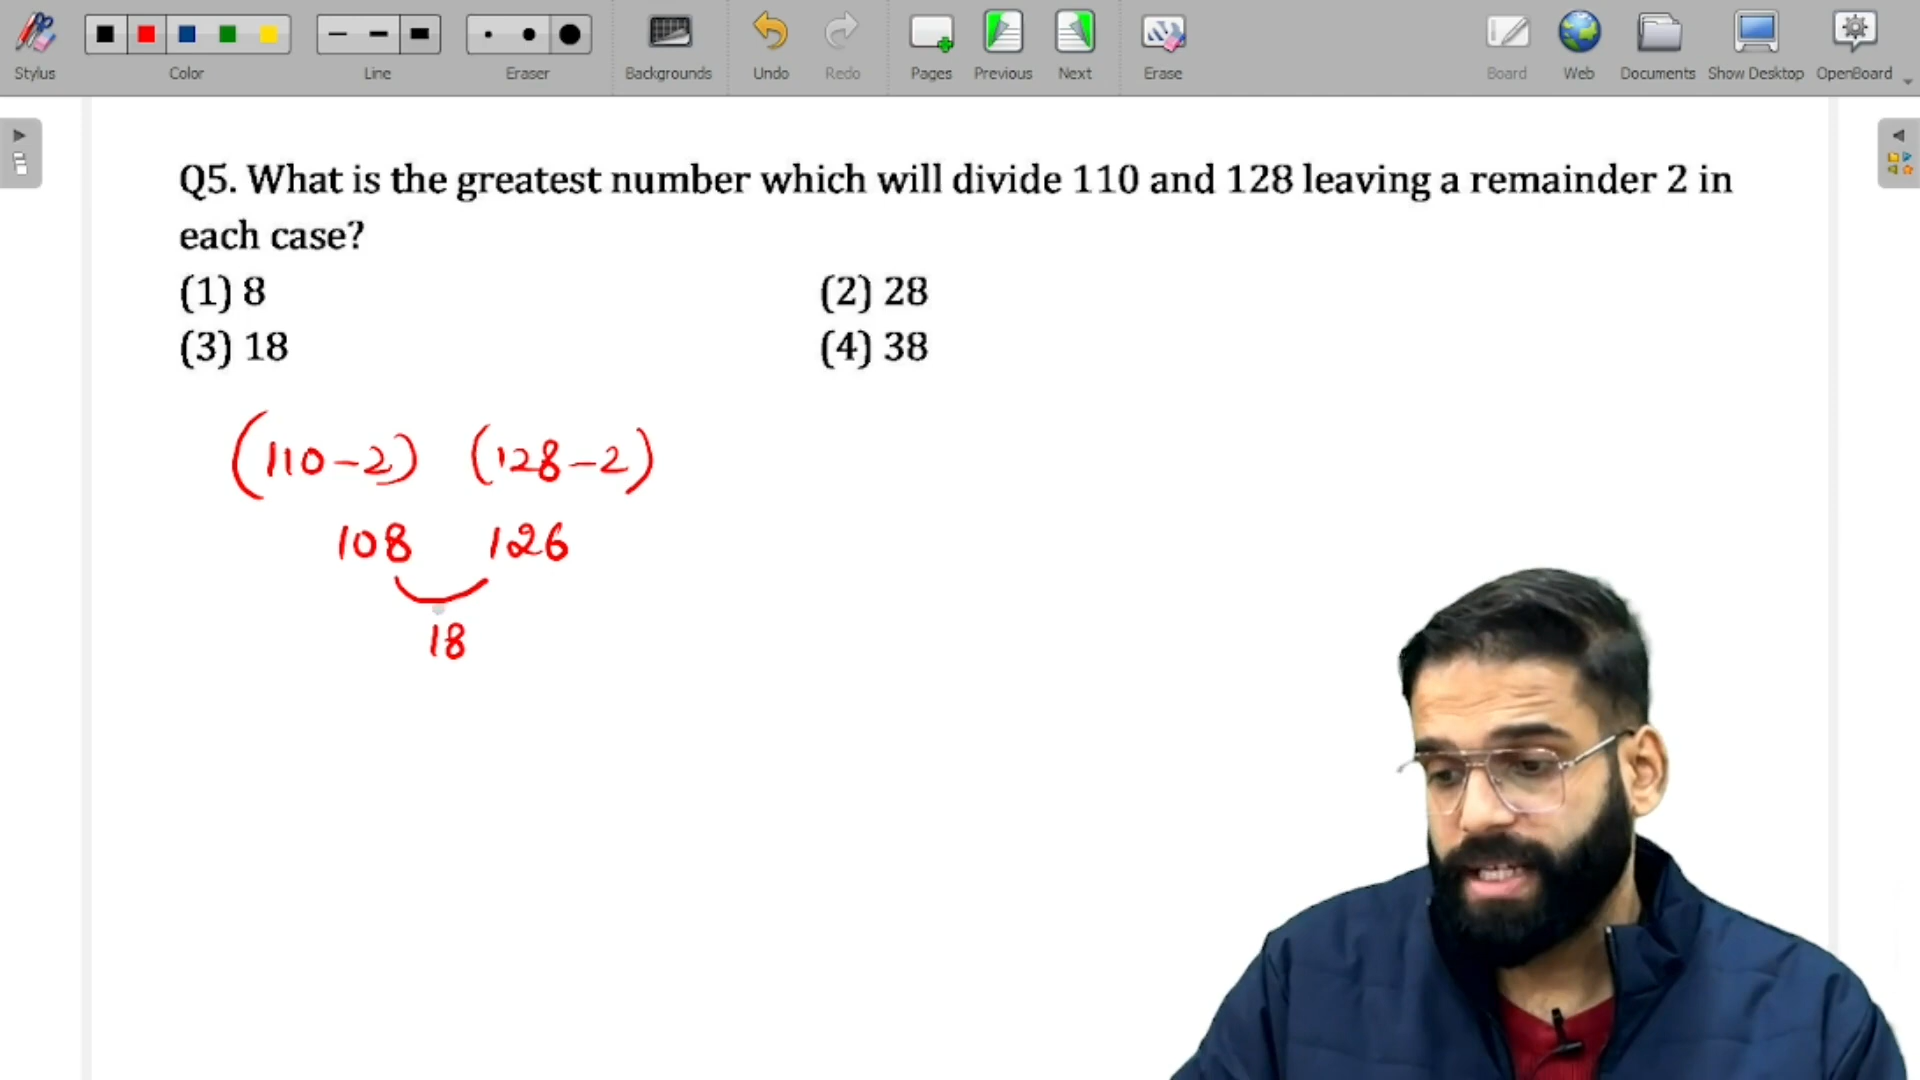 Stylus Color Line Eraser Backgrounds Undo Redo Pages Previous Next Erase Board Web Documents Show Desktop OpenBoard
Q5. What is the greatest number which will divide 110 and 128 leaving a remainder 2 in
each case?
(1) 8 (2) 28
(3) 18 (4) 38
(110-2) (128-2)
108 126
18